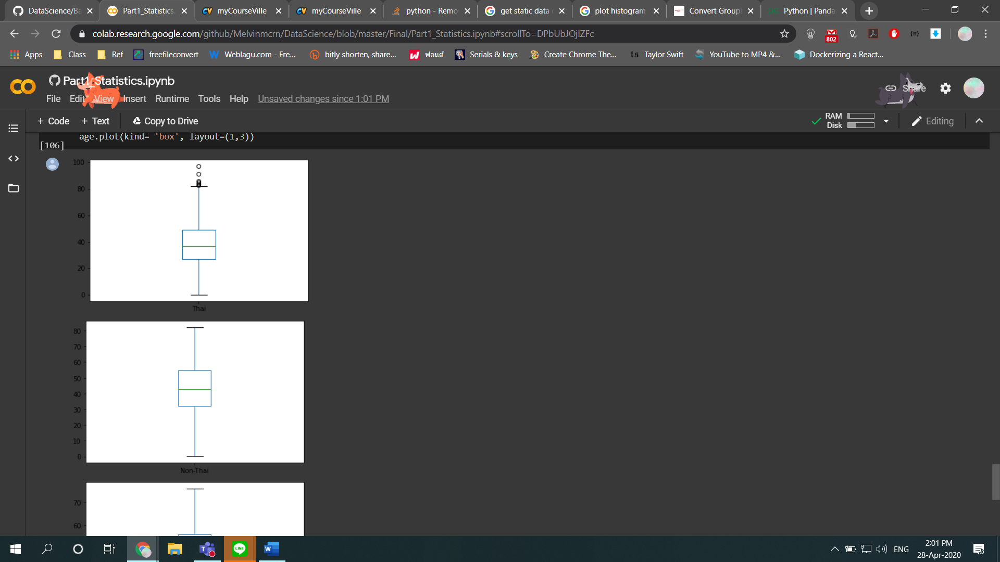 DataScience/Ba
Part1_Statistics.
myCourseVille
myCourseVille
python - Remo
get static data
plot histogram
Convert Group
Python | Panda
colab.research.google.com/github/Melvinmcrn/DataScience/blob/master/Final/Part1_Statistics.ipynb#scrollTo=DPbUbJOjlZFc
802
Apps
Class
Ref
freefileconvert
Weblagu.com - Fre...
bitly shorten, share...
ฟอนต์
Serials & keys
Create Chrome The...
ts Taylor Swift
YouTube to MP4 &...
Dockerizing a React...
Part1_Statistics.ipynb
File Edit View Insert Runtime Tools Help Unsaved changes since 1:01 PM
Share
+ Code + Text Copy to Drive
RAM
Disk
Editing
age.plot(kind= 'box', layout=(1,3))
[106]
100
80
60
40
20
0
Thai
80
70
60
50
40
30
20
10
0
Non-Thai
70
60
LINE
ENG
2:01 PM
28-Apr-2020